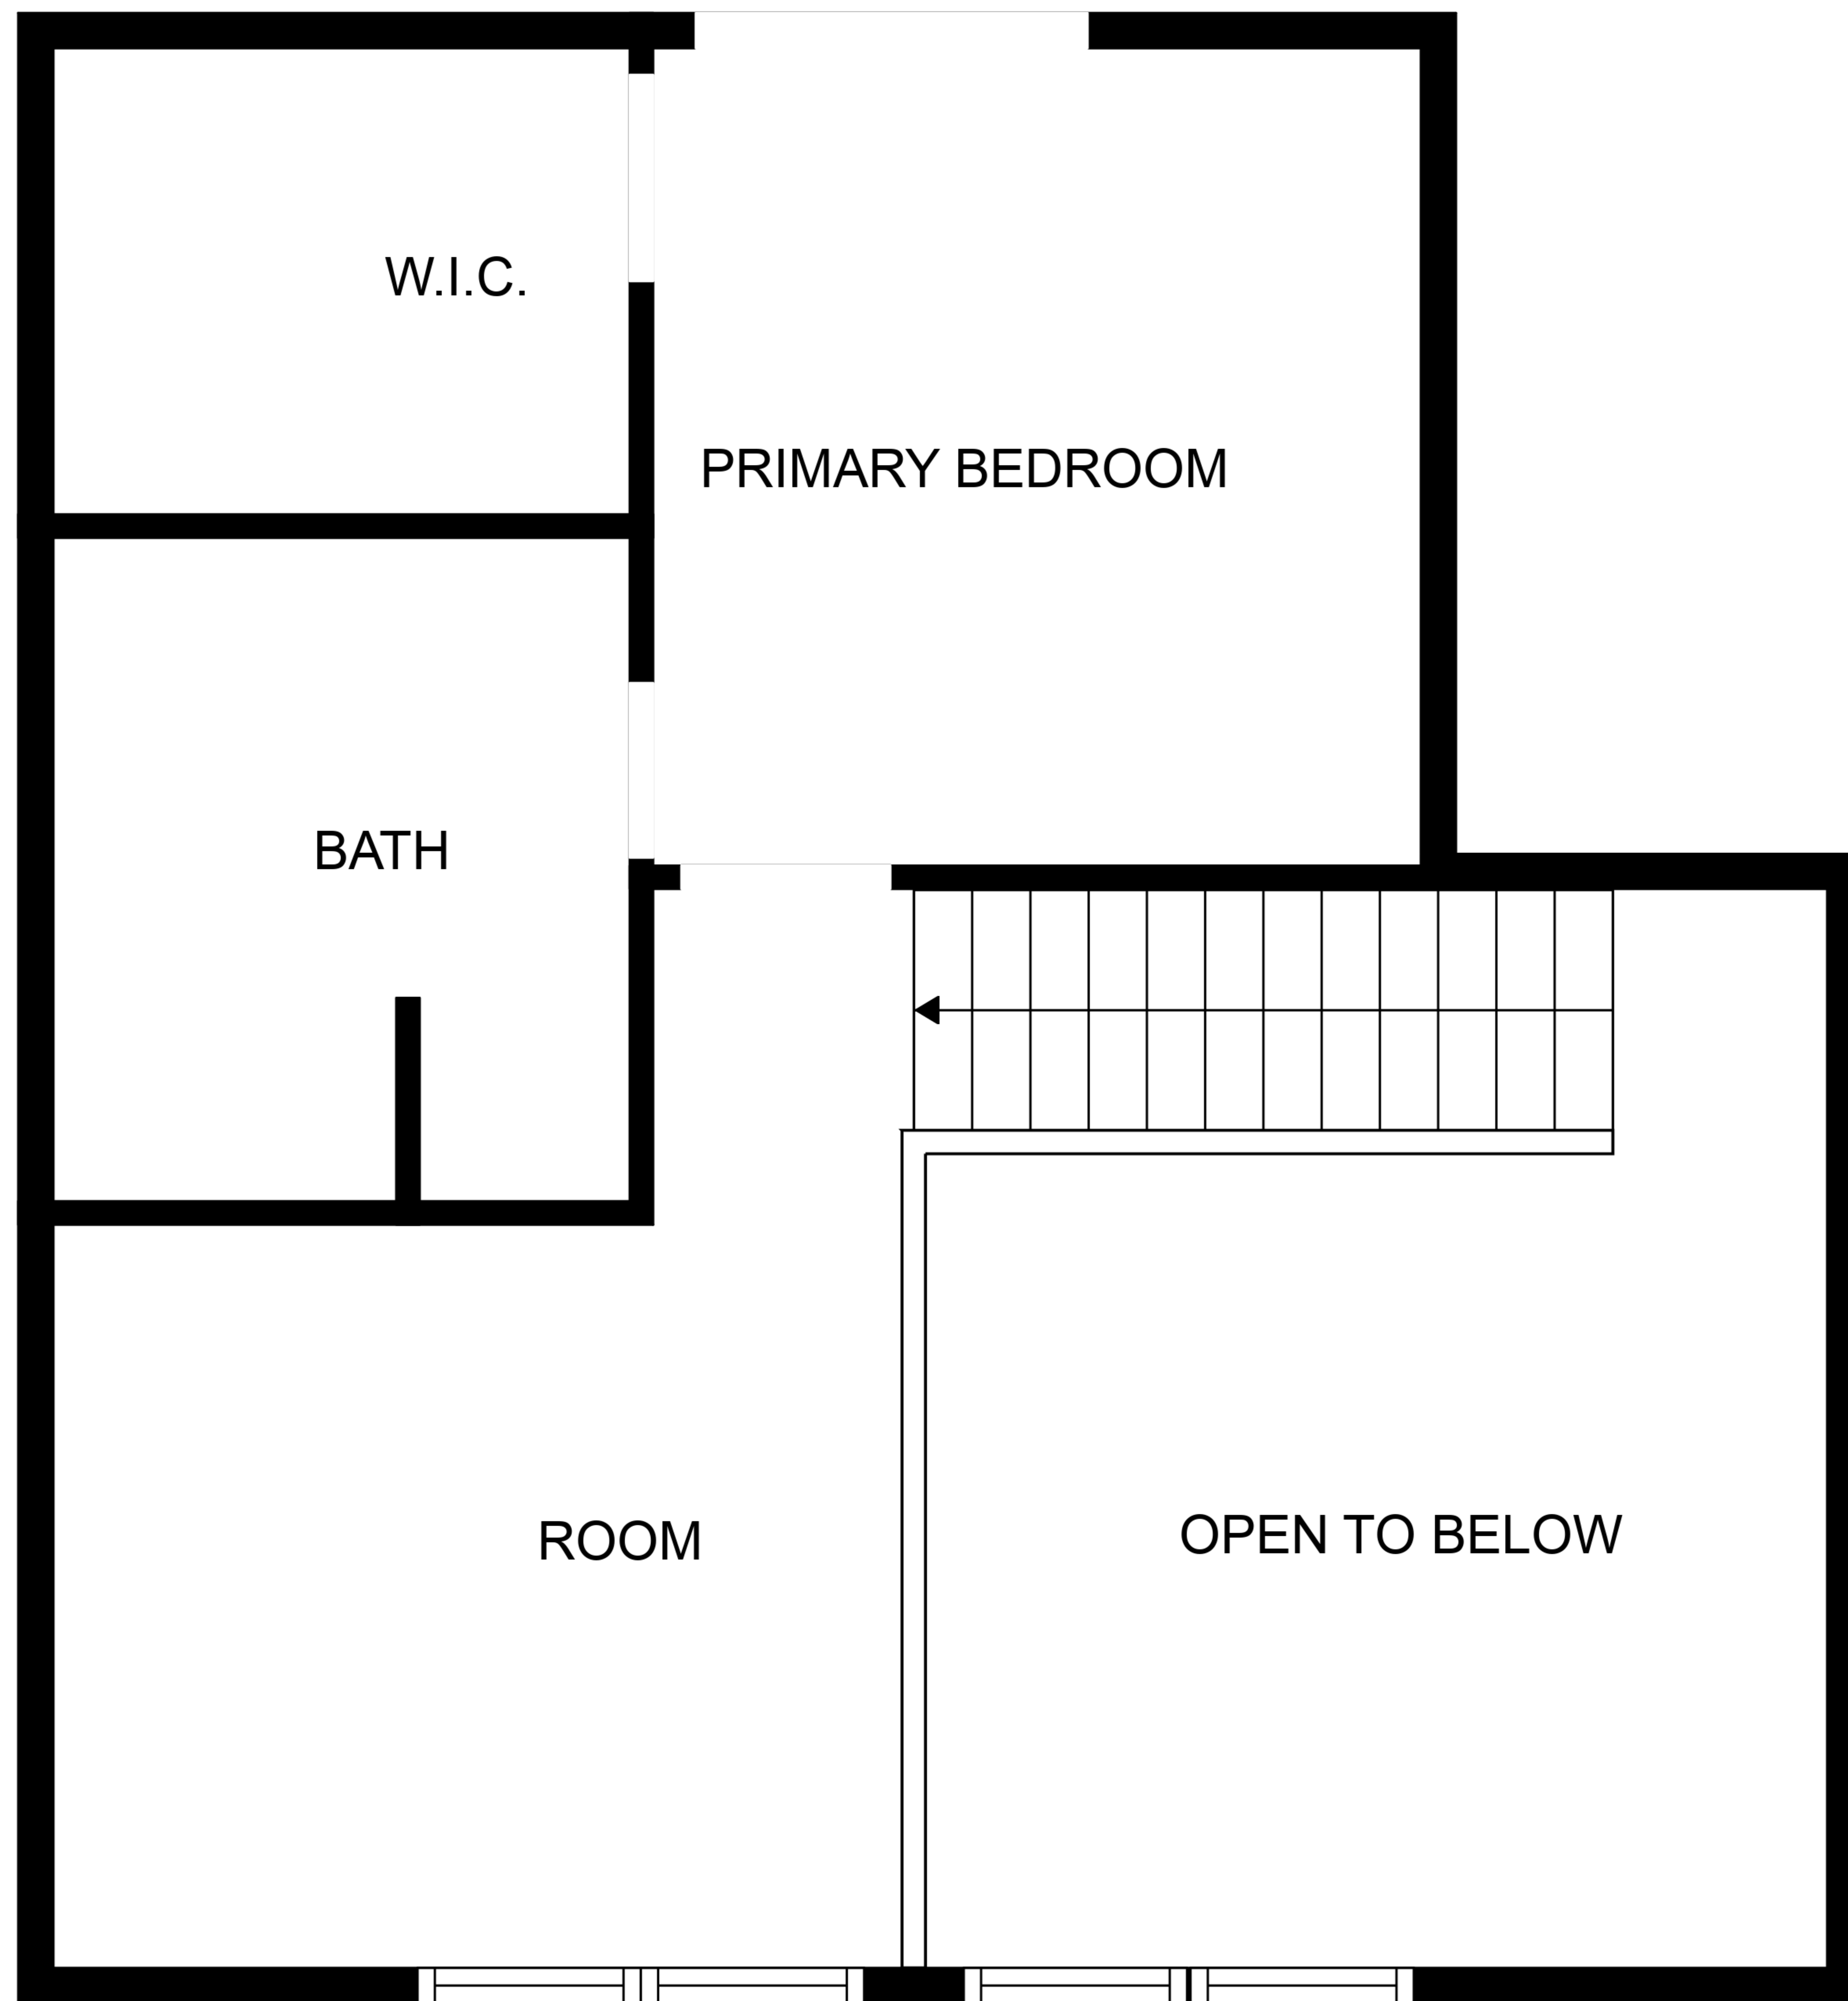 W.I.C.
PRIMARY BEDROOM
BATH
ROOM
OPEN TO BELOW